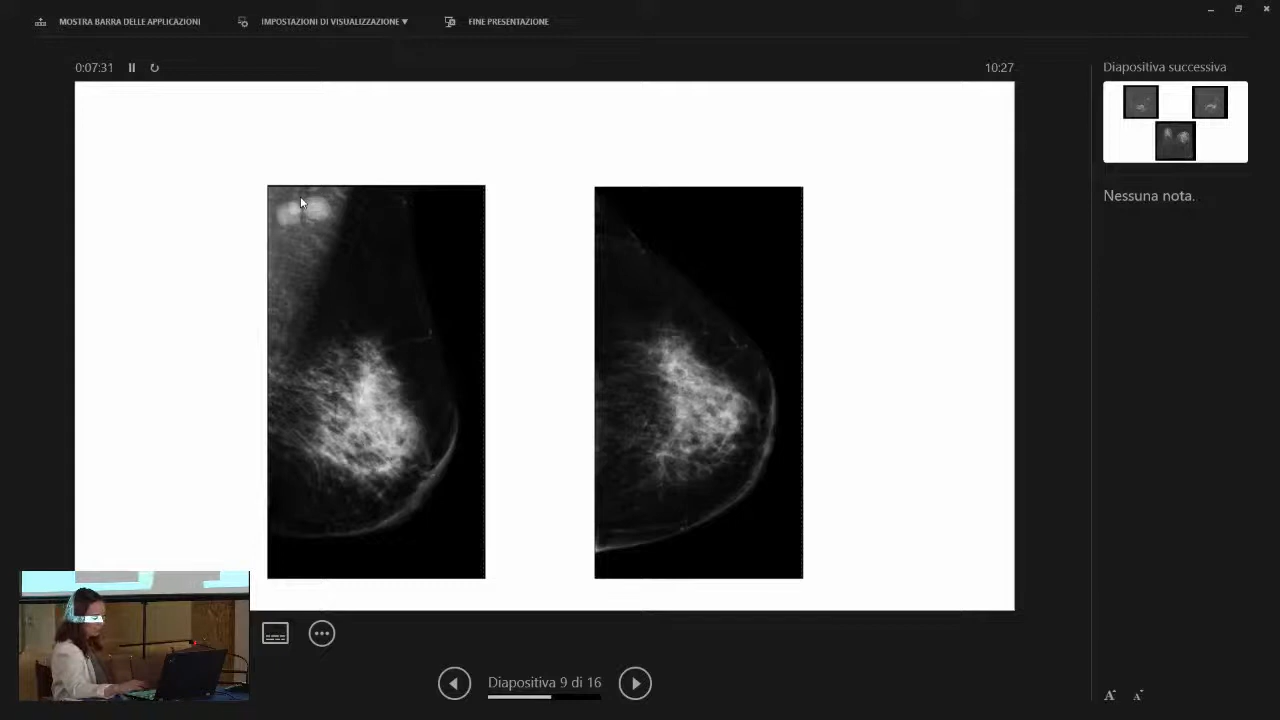 MOSTRA BARRA DELLE APPLICAZIONI
IMPOSTAZIONI DI VISUALIZZAZIONE ▼
FINE PRESENTAZIONE
0:07:31
10:27
Diapositiva successiva
Nessuna nota.
Diapositiva 9 di 16
A A